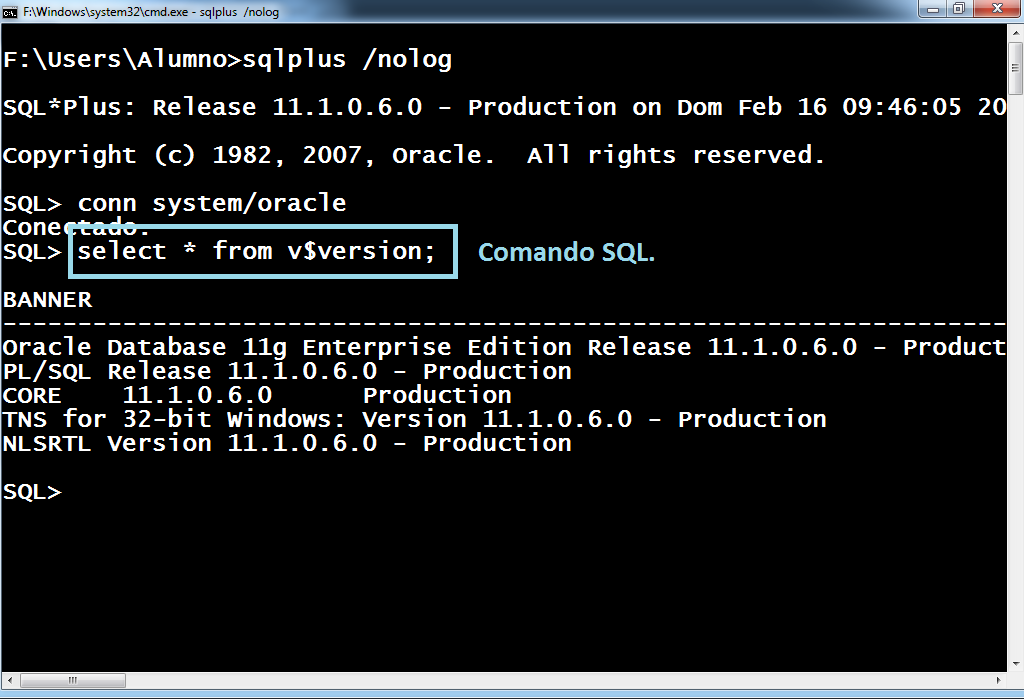 F:\Windows\system32\cmd.exe - sqlplus /nolog
F:\Users\Alumno>sqlplus /nolog
SQL*Plus: Release 11.1.0.6.0 - Production on Dom Feb 16 09:46:05 20
Copyright (c) 1982, 2007, Oracle.  All rights reserved.
SQL> conn system/oracle
Conectado.
SQL> select * from v$version; Comando SQL.
BANNER
-------------------------------------------------------------------
Oracle Database 11g Enterprise Edition Release 11.1.0.6.0 - Product
PL/SQL Release 11.1.0.6.0 - Production
CORE    11.1.0.6.0      Production
TNS for 32-bit Windows: Version 11.1.0.6.0 - Production
NLSRTL Version 11.1.0.6.0 - Production
SQL>